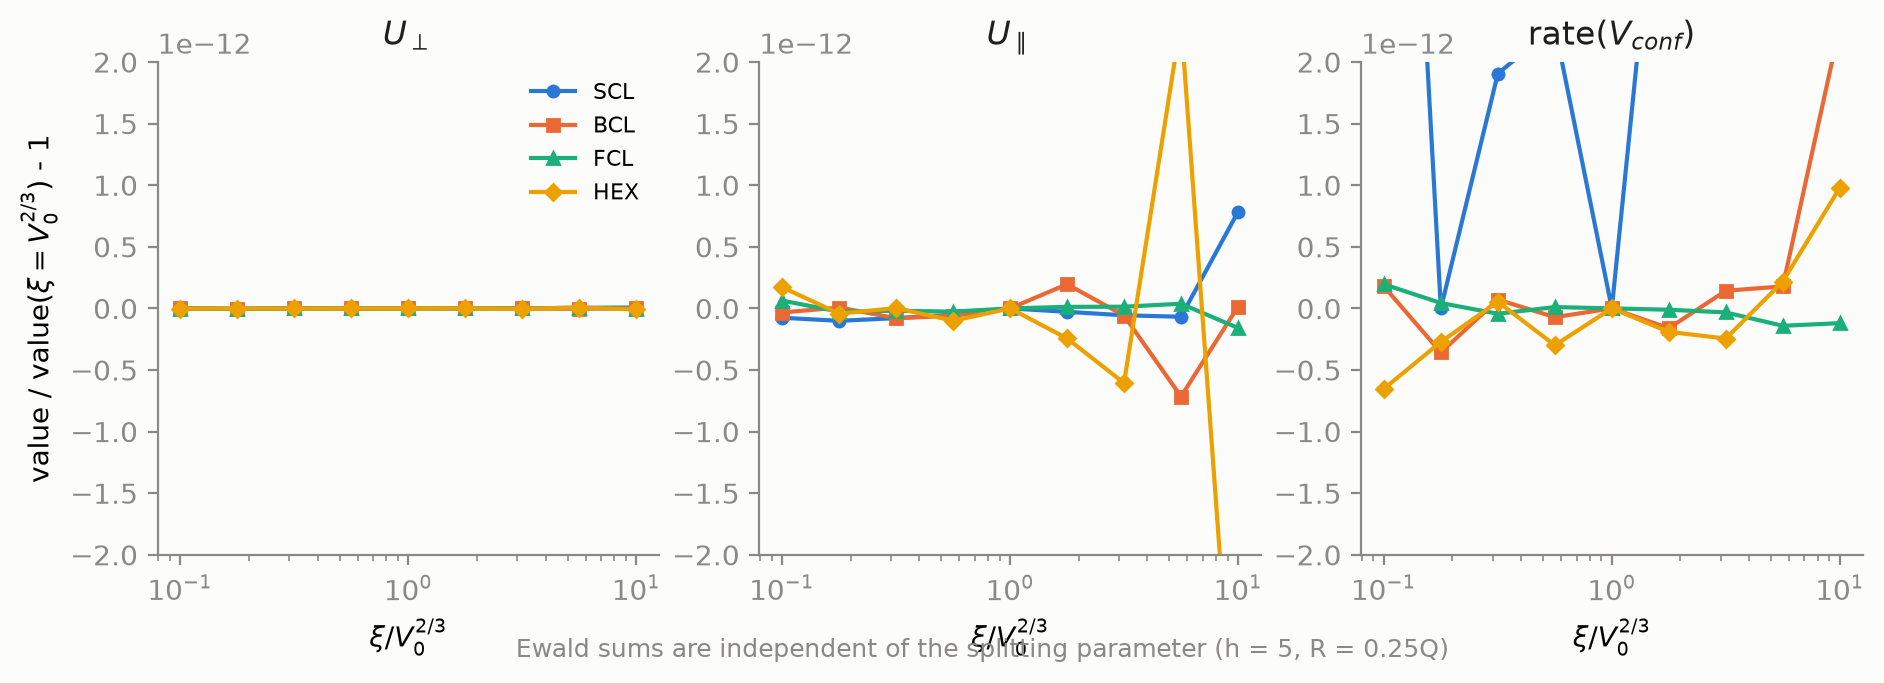 U⊥
U∥
rate(V_conf)
1e−12
1e−12
1e−12
2.0
1.5
1.0
0.5
0.0
−0.5
−1.0
−1.5
−2.0
2.0
1.5
1.0
0.5
0.0
−0.5
−1.0
−1.5
−2.0
2.0
1.5
1.0
0.5
0.0
−0.5
−1.0
−1.5
−2.0
value / value(ξ = V_0^{2/3}) - 1
SCL
BCL
FCL
HEX
10^{−1}
10^0
10^1
10^{−1}
10^0
10^1
10^{−1}
10^0
10^1
ξ/V_0^{2/3}
ξ/V_0^{2/3}
ξ/V_0^{2/3}
Ewald sums are independent of the splitting parameter (h = 5, R = 0.25Q)